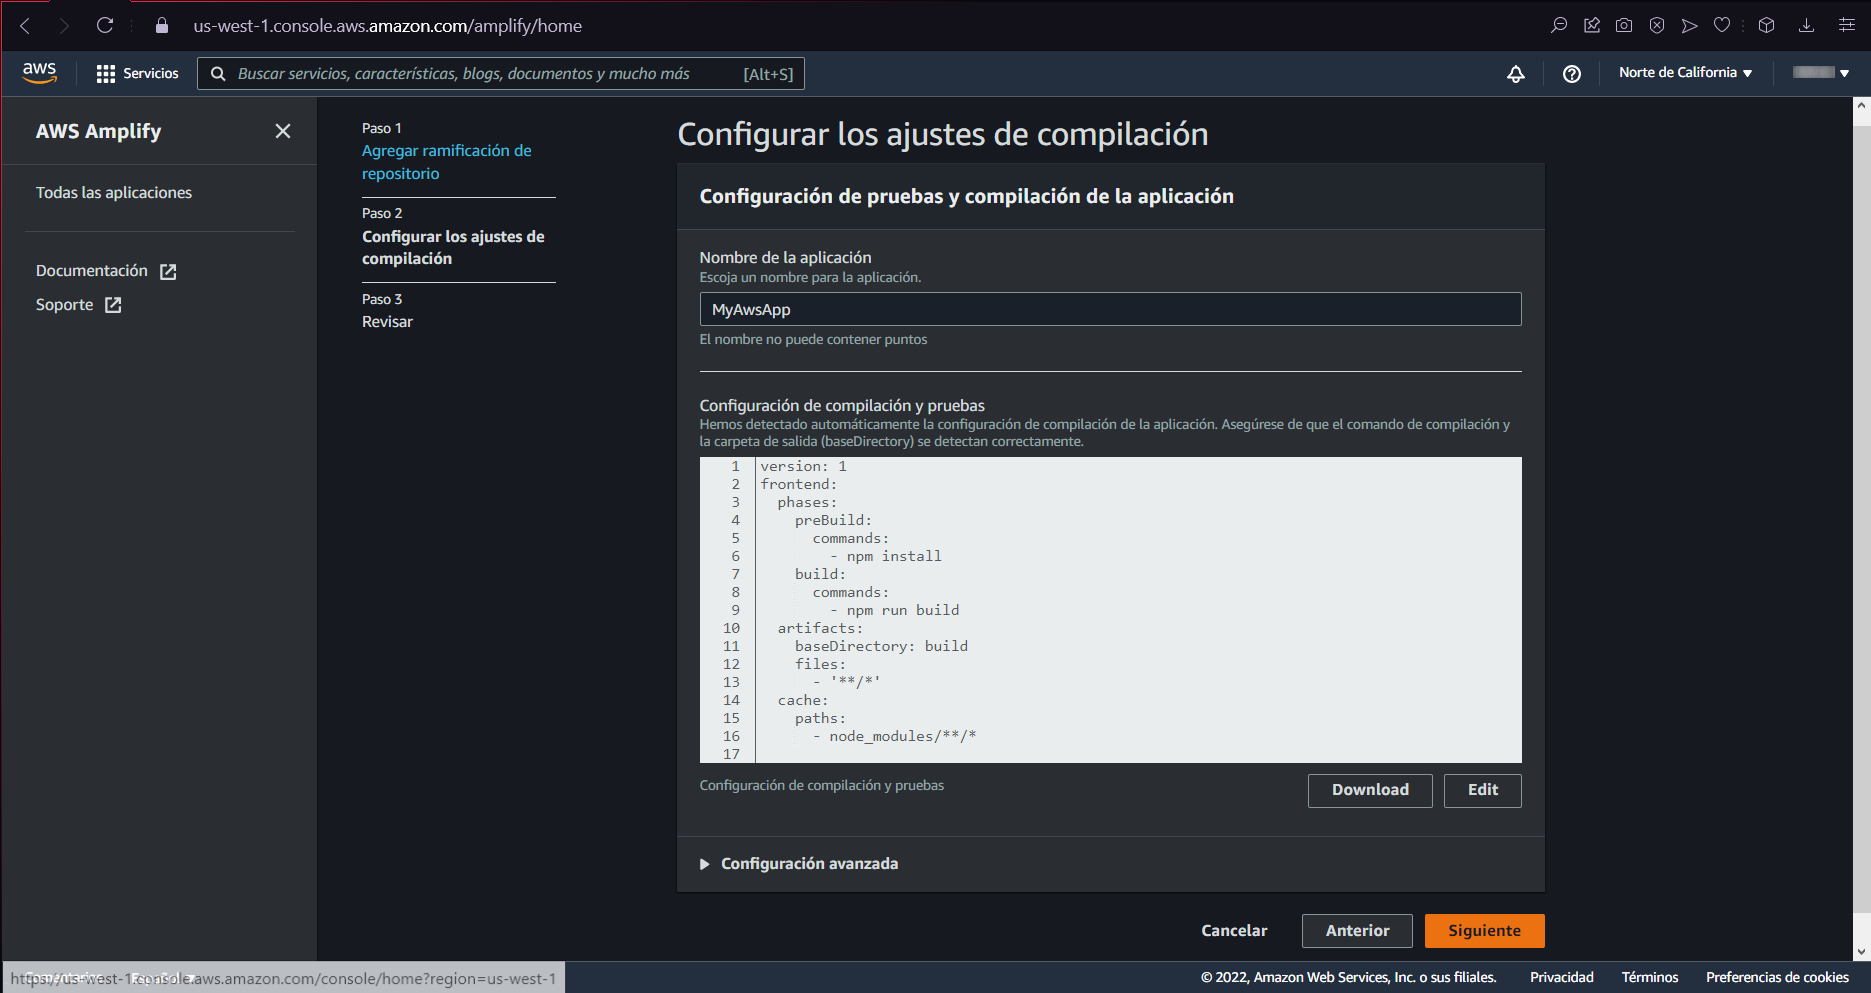 us-west-1.console.aws.amazon.com/amplify/home
aws
Servicios
Buscar servicios, características, blogs, documentos y mucho más
[Alt+S]
Norte de California
AWS Amplify
Todas las aplicaciones
Documentación
Soporte
Paso 1
Agregar ramificación de
repositorio
Paso 2
Configurar los ajustes de
compilación
Paso 3
Revisar
Configurar los ajustes de compilación
Configuración de pruebas y compilación de la aplicación
Nombre de la aplicación
Escoja un nombre para la aplicación.
MyAwsApp
El nombre no puede contener puntos
Configuración de compilación y pruebas
Hemos detectado automáticamente la configuración de compilación de la aplicación. Asegúrese de que el comando de compilación y
la carpeta de salida (baseDirectory) se detectan correctamente.
1 version: 1
2 frontend:
3   phases:
4     preBuild:
5       commands:
6         - npm install
7     build:
8       commands:
9         - npm run build
10   artifacts:
11     baseDirectory: build
12     files:
13       - '**/*'
14   cache:
15     paths:
16       - node_modules/**/*
17
Configuración de compilación y pruebas
Download
Edit
Configuración avanzada
Cancelar
Anterior
Siguiente
https://us-west-1.console.aws.amazon.com/console/home?region=us-west-1
© 2022, Amazon Web Services, Inc. o sus filiales.
Privacidad
Términos
Preferencias de cookies